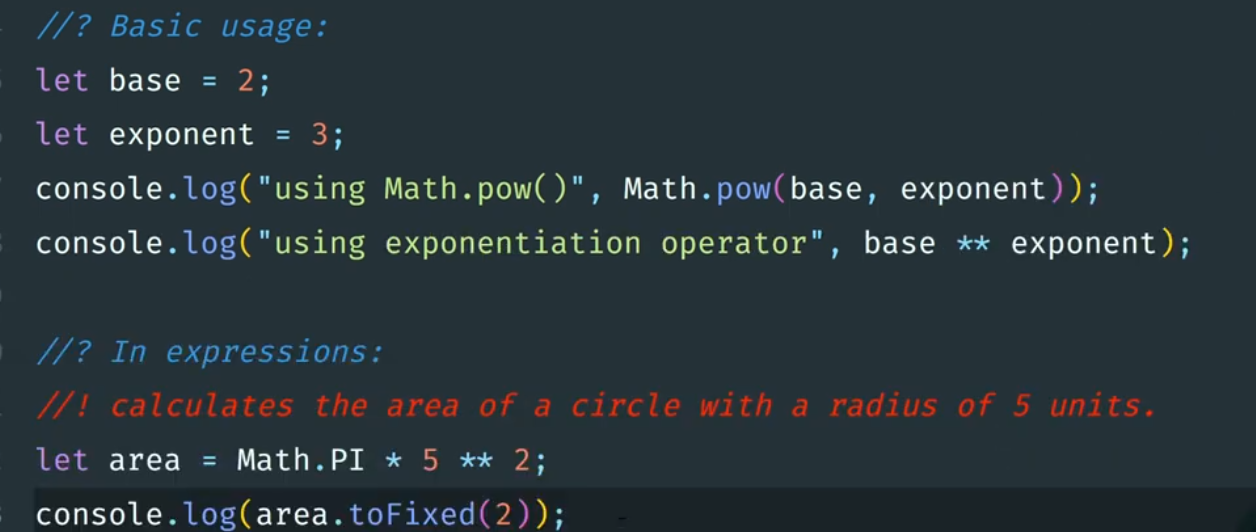 //? Basic usage:
let base = 2;
let exponent = 3;
console.log("using Math.pow()", Math.pow(base, exponent));
console.log("using exponentiation operator", base ** exponent);
//? In expressions:
//! calculates the area of a circle with a radius of 5 units.
let area = Math.PI * 5 ** 2;
console.log(area.toFixed(2));